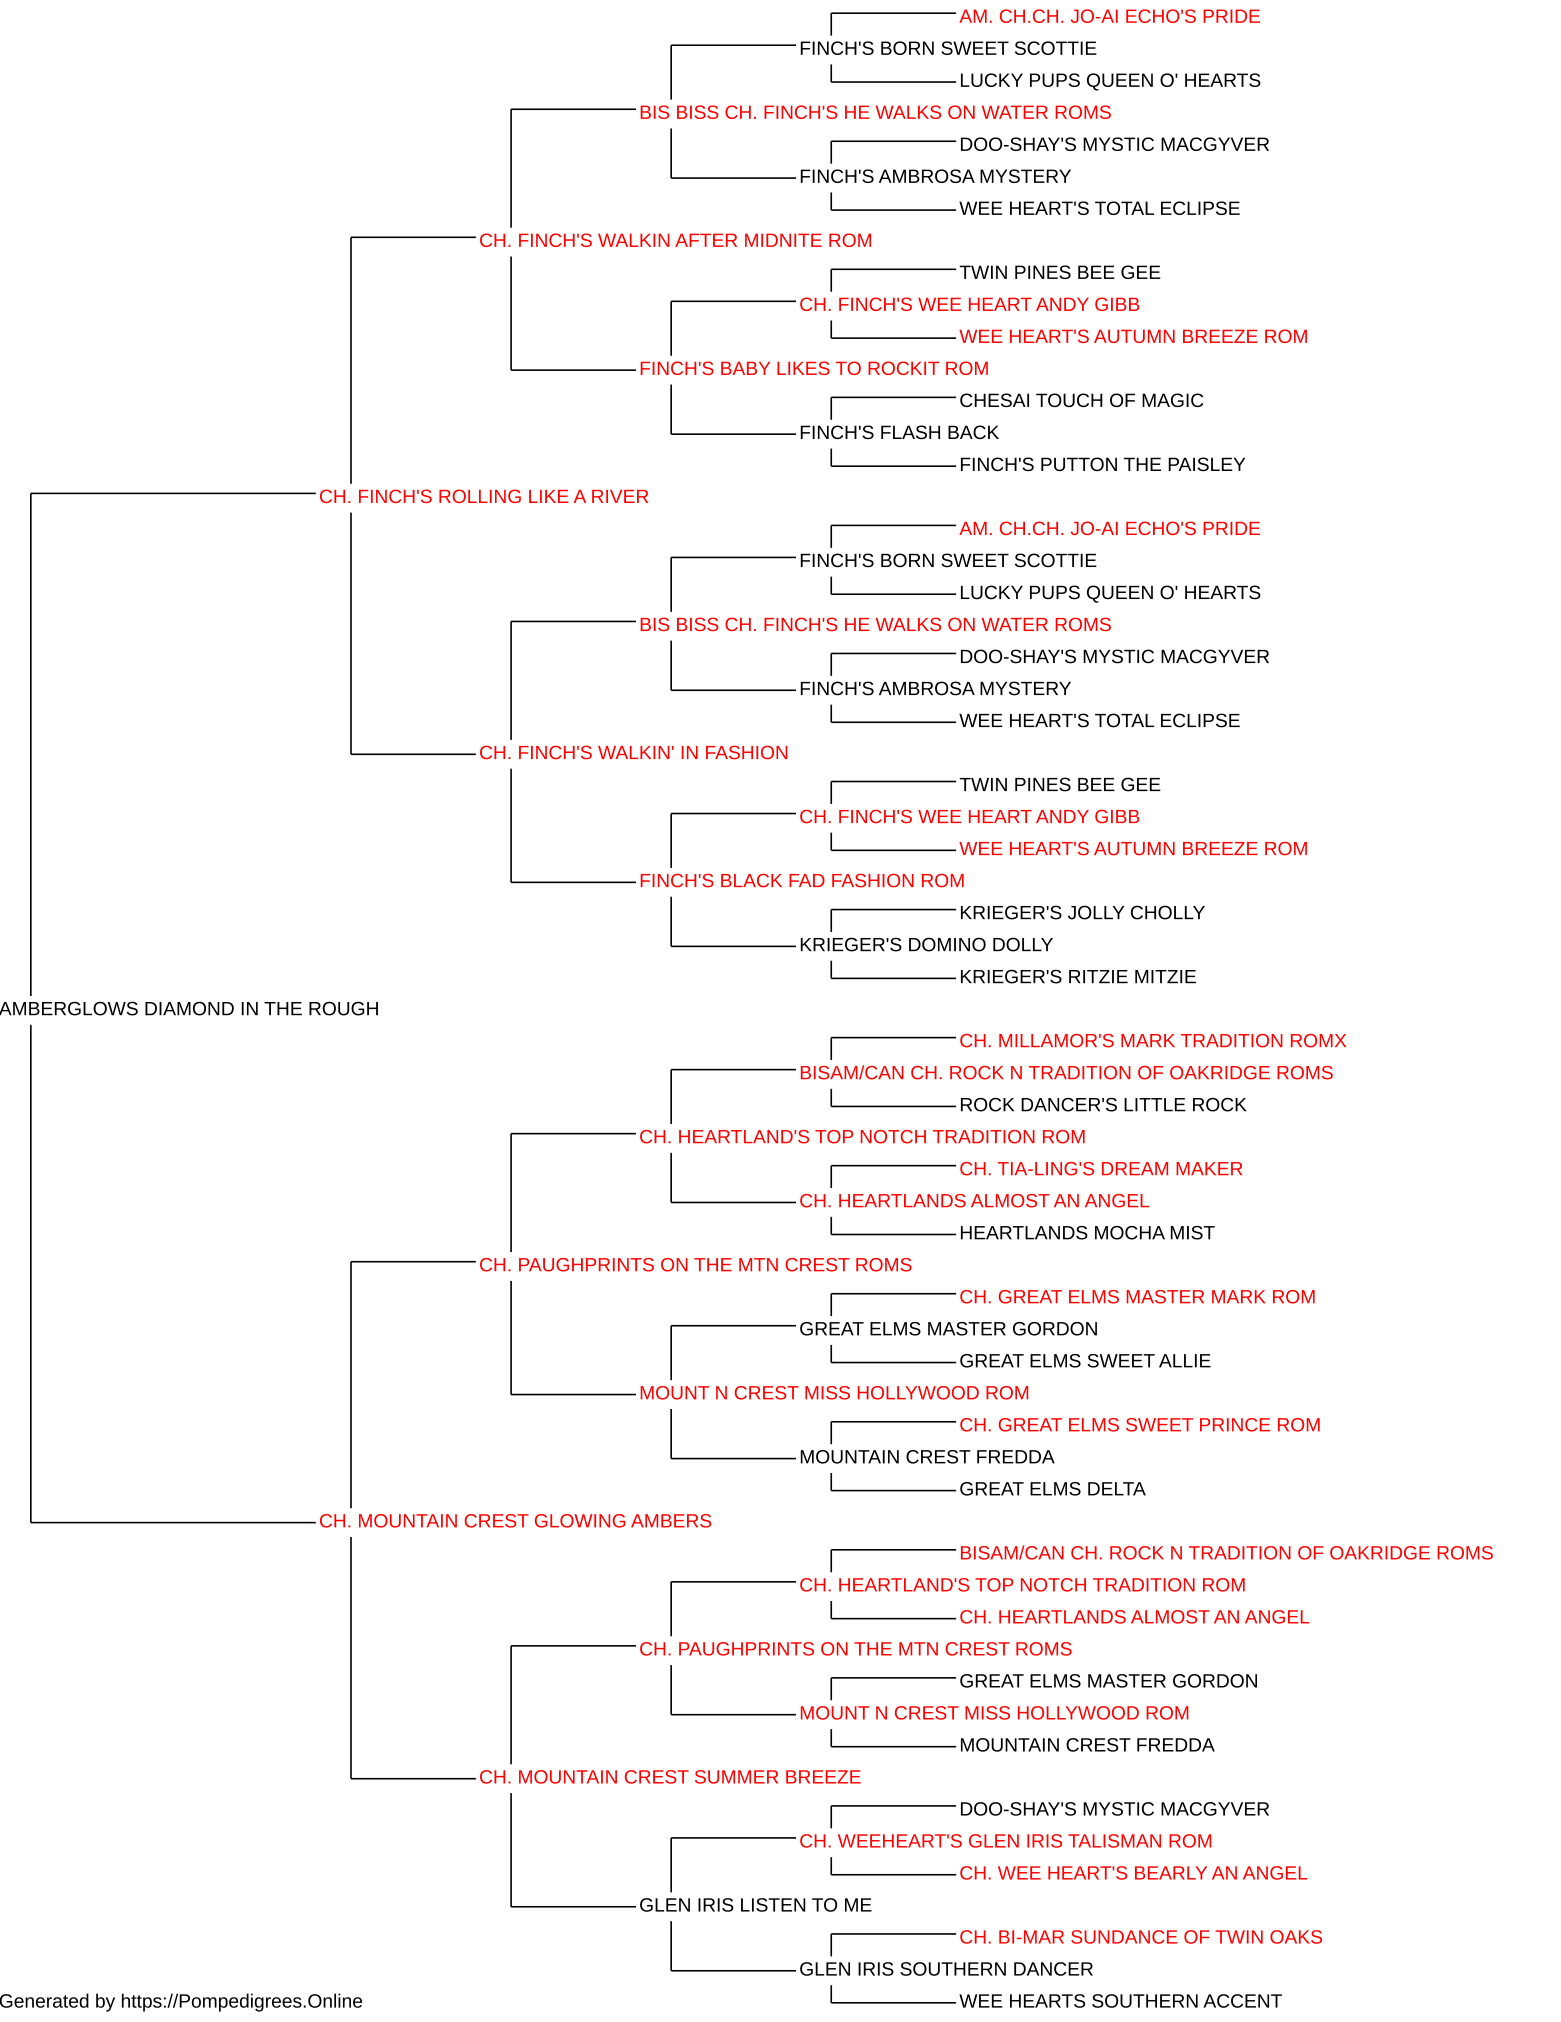 AM. CH.CH. JO-AI ECHO'S PRIDE
FINCH'S BORN SWEET SCOTTIE
LUCKY PUPS QUEEN O' HEARTS
BIS BISS CH. FINCH'S HE WALKS ON WATER ROMS
DOO-SHAY'S MYSTIC MACGYVER
FINCH'S AMBROSA MYSTERY
WEE HEART'S TOTAL ECLIPSE
CH. FINCH'S WALKIN AFTER MIDNITE ROM
TWIN PINES BEE GEE
CH. FINCH'S WEE HEART ANDY GIBB
WEE HEART'S AUTUMN BREEZE ROM
FINCH'S BABY LIKES TO ROCKIT ROM
CHESAI TOUCH OF MAGIC
FINCH'S FLASH BACK
FINCH'S PUTTON THE PAISLEY
CH. FINCH'S ROLLING LIKE A RIVER
AM. CH.CH. JO-AI ECHO'S PRIDE
FINCH'S BORN SWEET SCOTTIE
LUCKY PUPS QUEEN O' HEARTS
BIS BISS CH. FINCH'S HE WALKS ON WATER ROMS
DOO-SHAY'S MYSTIC MACGYVER
FINCH'S AMBROSA MYSTERY
WEE HEART'S TOTAL ECLIPSE
CH. FINCH'S WALKIN' IN FASHION
TWIN PINES BEE GEE
CH. FINCH'S WEE HEART ANDY GIBB
WEE HEART'S AUTUMN BREEZE ROM
FINCH'S BLACK FAD FASHION ROM
KRIEGER'S JOLLY CHOLLY
KRIEGER'S DOMINO DOLLY
KRIEGER'S RITZIE MITZIE
AMBERGLOWS DIAMOND IN THE ROUGH
CH. MILLAMOR'S MARK TRADITION ROMX
BISAM/CAN CH. ROCK N TRADITION OF OAKRIDGE ROMS
ROCK DANCER'S LITTLE ROCK
CH. HEARTLAND'S TOP NOTCH TRADITION ROM
CH. TIA-LING'S DREAM MAKER
CH. HEARTLANDS ALMOST AN ANGEL
HEARTLANDS MOCHA MIST
CH. PAUGHPRINTS ON THE MTN CREST ROMS
CH. GREAT ELMS MASTER MARK ROM
GREAT ELMS MASTER GORDON
GREAT ELMS SWEET ALLIE
MOUNT N CREST MISS HOLLYWOOD ROM
CH. GREAT ELMS SWEET PRINCE ROM
MOUNTAIN CREST FREDDA
GREAT ELMS DELTA
CH. MOUNTAIN CREST GLOWING AMBERS
BISAM/CAN CH. ROCK N TRADITION OF OAKRIDGE ROMS
CH. HEARTLAND'S TOP NOTCH TRADITION ROM
CH. HEARTLANDS ALMOST AN ANGEL
CH. PAUGHPRINTS ON THE MTN CREST ROMS
GREAT ELMS MASTER GORDON
MOUNT N CREST MISS HOLLYWOOD ROM
MOUNTAIN CREST FREDDA
CH. MOUNTAIN CREST SUMMER BREEZE
DOO-SHAY'S MYSTIC MACGYVER
CH. WEEHEART'S GLEN IRIS TALISMAN ROM
CH. WEE HEART'S BEARLY AN ANGEL
GLEN IRIS LISTEN TO ME
CH. BI-MAR SUNDANCE OF TWIN OAKS
GLEN IRIS SOUTHERN DANCER
WEE HEARTS SOUTHERN ACCENT
Generated by https://Pompedigrees.Online